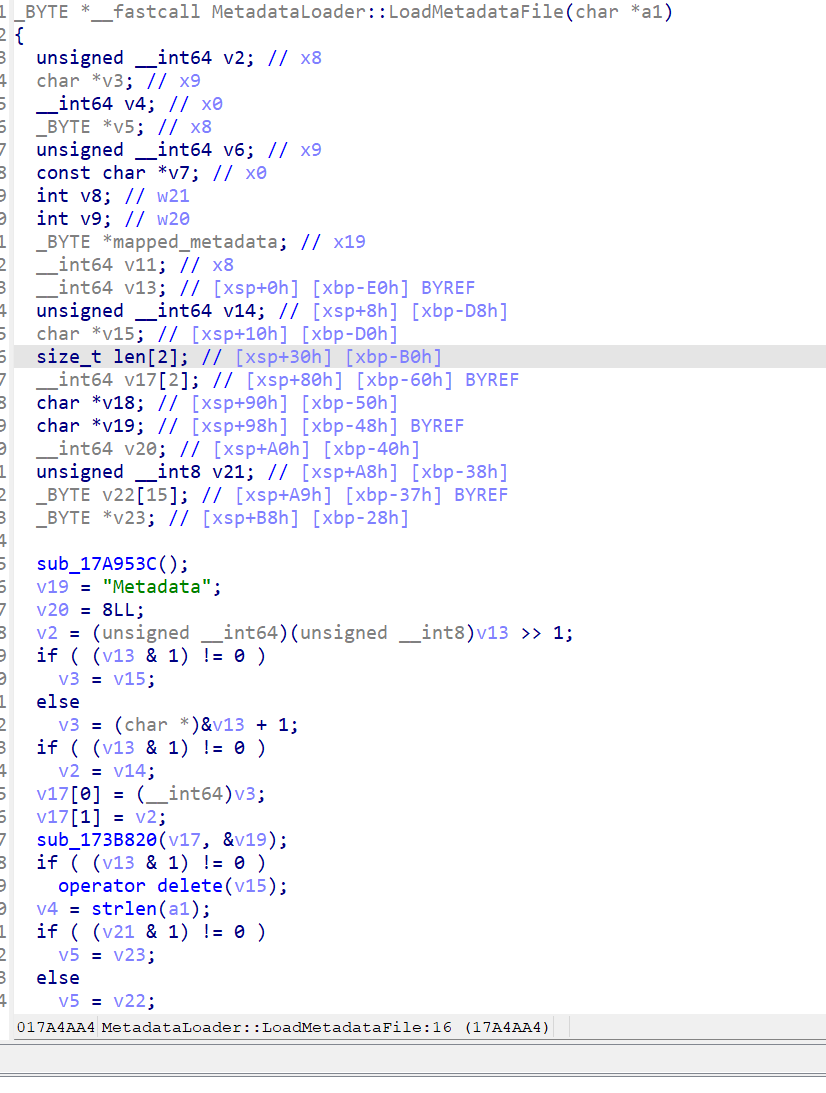 1 _BYTE *__fastcall MetadataLoader::LoadMetadataFile(char *a1)
2 {
3   unsigned __int64 v2; // x8
4   char *v3; // x9
5   __int64 v4; // x0
6   _BYTE *v5; // x8
7   unsigned __int64 v6; // x9
8   const char *v7; // x0
9   int v8; // w21
0   int v9; // w20
1   _BYTE *mapped_metadata; // x19
2   __int64 v11; // x8
3   __int64 v13; // [xsp+0h] [xbp-E0h] BYREF
4   unsigned __int64 v14; // [xsp+8h] [xbp-D8h]
5   char *v15; // [xsp+10h] [xbp-D0h]
6   size_t len[2]; // [xsp+30h] [xbp-B0h]
7   __int64 v17[2]; // [xsp+80h] [xbp-60h] BYREF
8   char *v18; // [xsp+90h] [xbp-50h]
9   char *v19; // [xsp+98h] [xbp-48h] BYREF
0   __int64 v20; // [xsp+A0h] [xbp-40h]
1   unsigned __int8 v21; // [xsp+A8h] [xbp-38h]
2   _BYTE v22[15]; // [xsp+A9h] [xbp-37h] BYREF
3   _BYTE *v23; // [xsp+B8h] [xbp-28h]
4
5   sub_17A953C();
6   v19 = "Metadata";
7   v20 = 8LL;
8   v2 = (unsigned __int64)(unsigned __int8)v13 >> 1;
9   if ( (v13 & 1) != 0 )
0     v3 = v15;
1   else
2     v3 = (char *)&v13 + 1;
3   if ( (v13 & 1) != 0 )
4     v2 = v14;
5   v17[0] = (__int64)v3;
6   v17[1] = v2;
7   sub_173B820(v17, &v19);
8   if ( (v13 & 1) != 0 )
9     operator delete(v15);
0   v4 = strlen(a1);
1   if ( (v21 & 1) != 0 )
2     v5 = v23;
3   else
4     v5 = v22;
017A4AA4 MetadataLoader::LoadMetadataFile:16 (17A4AA4)